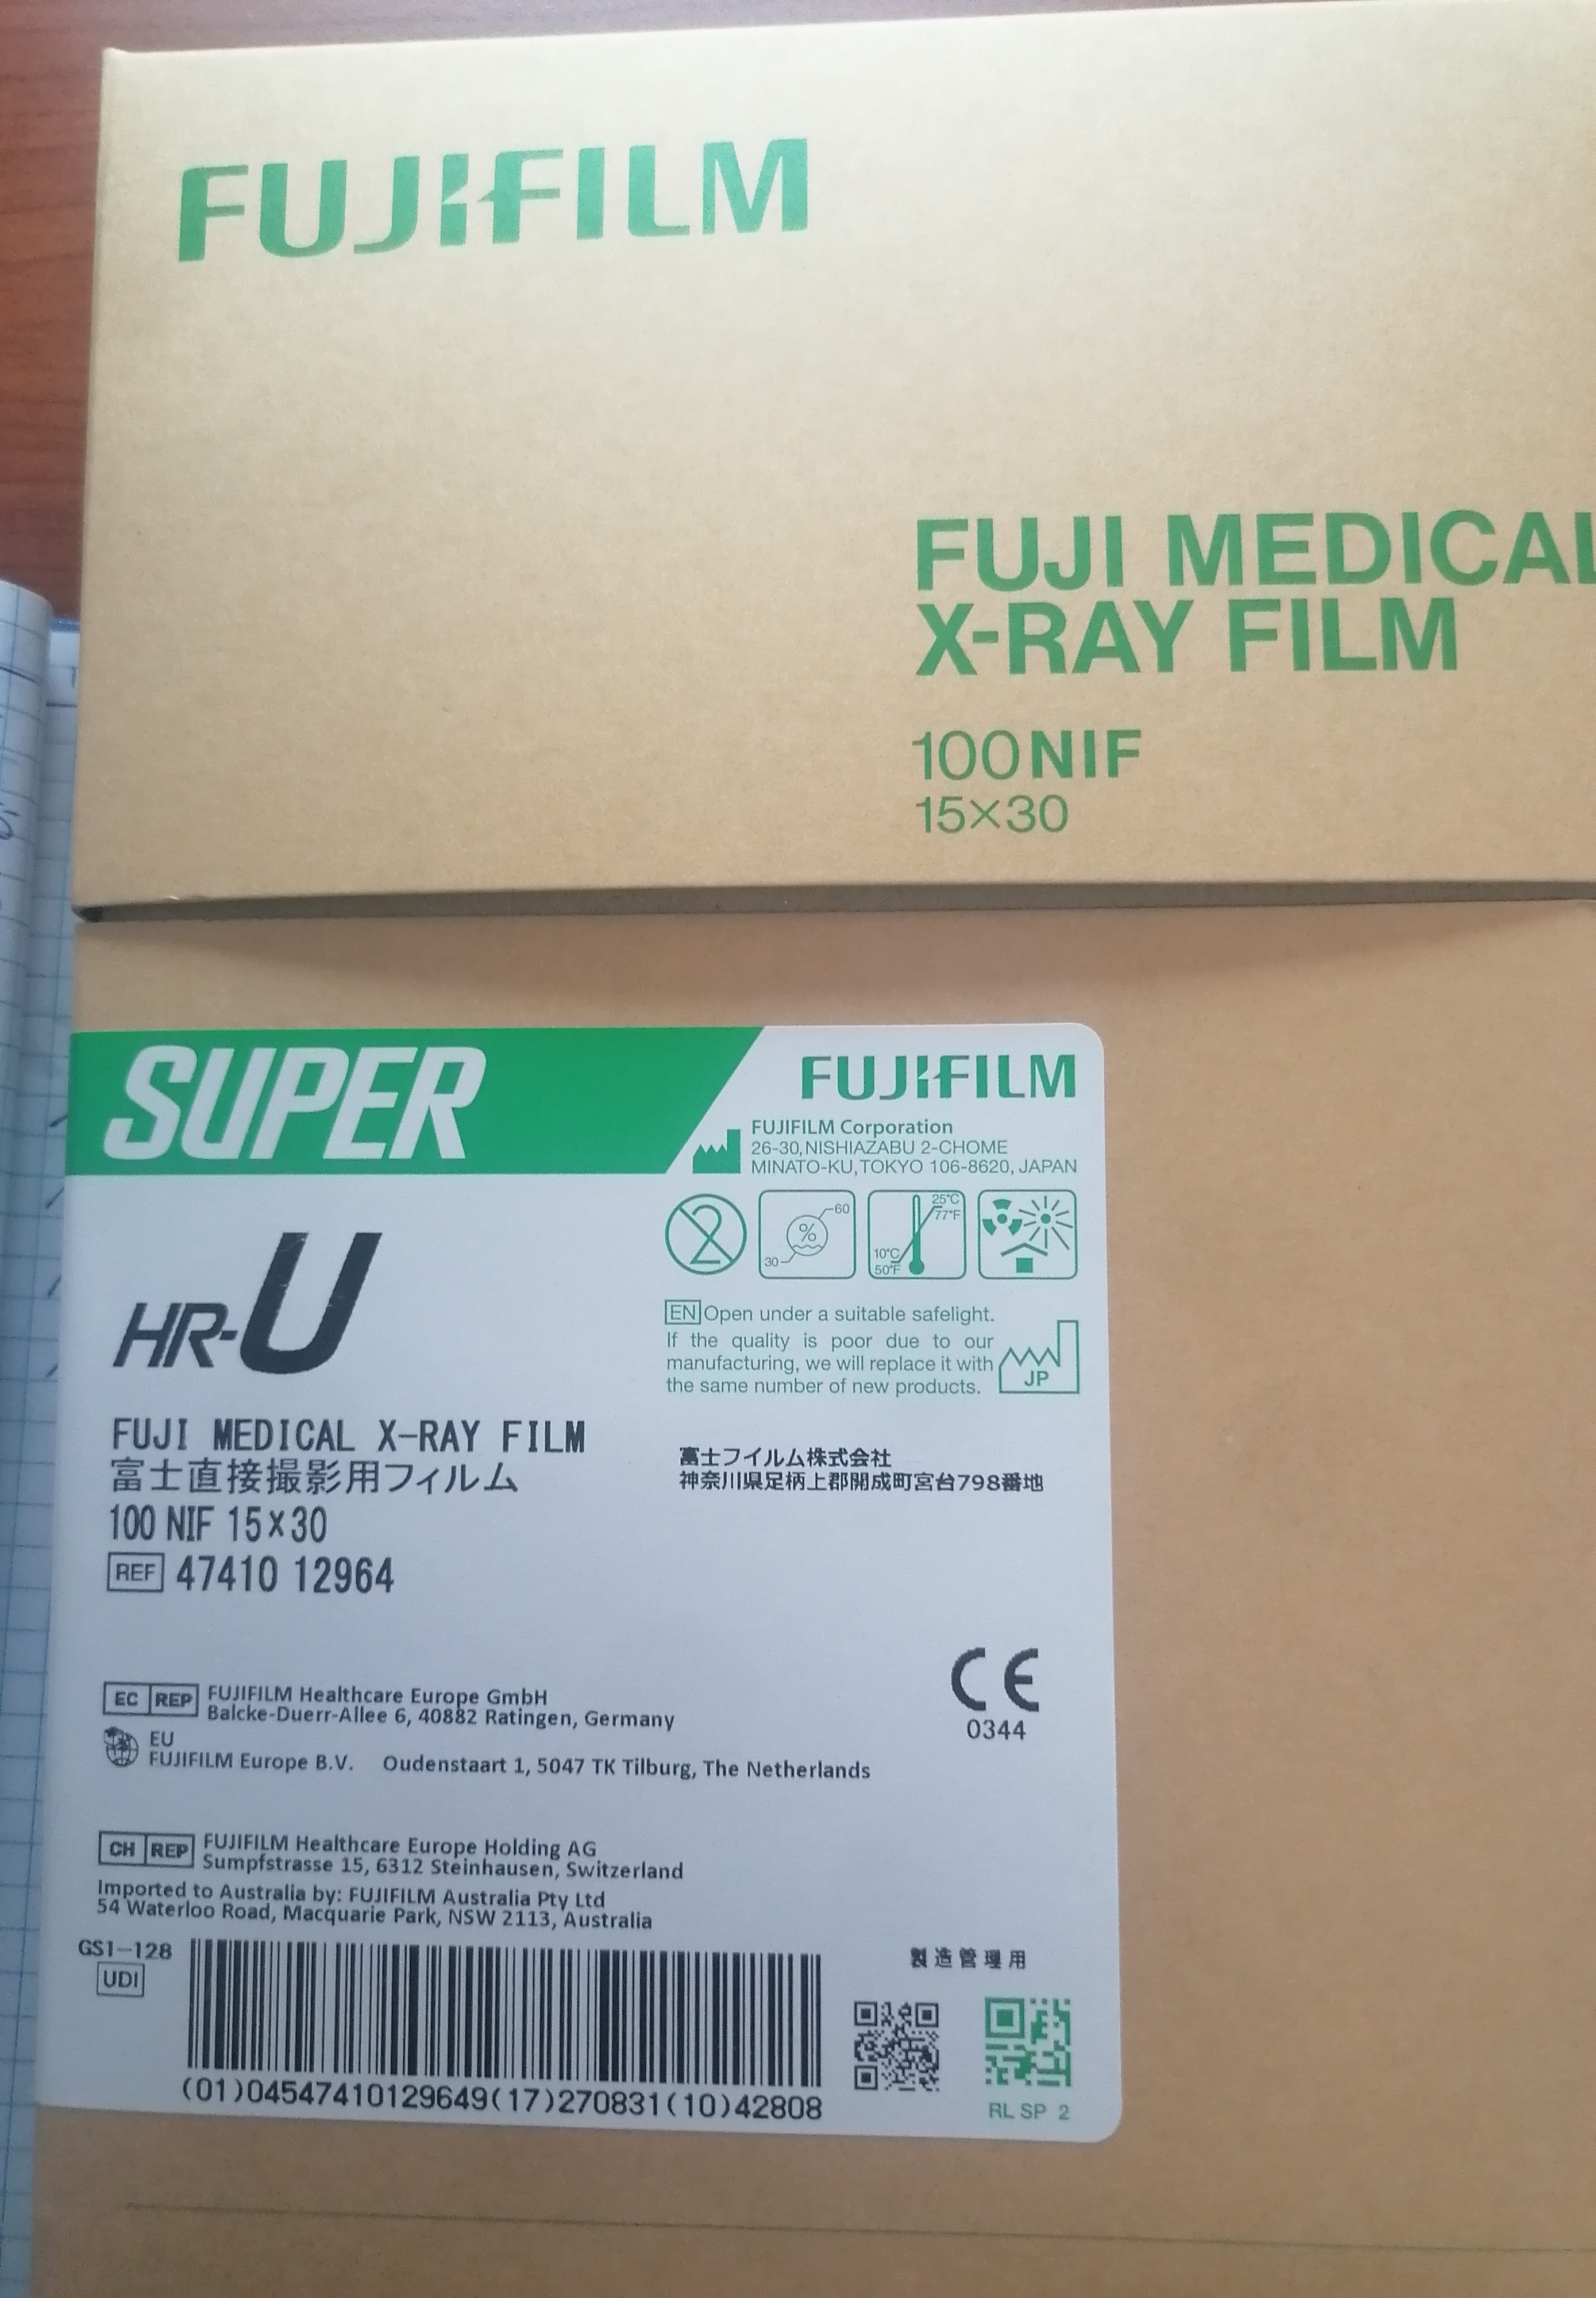 FUJIFILM
FUJI MEDICAL
X-RAY FILM
100NIF
15×30
SUPER
FUJIFILM
FUJIFILM Corporation
26-30, NISHIAZABU 2-CHOME
MINATO-KU, TOKYO 106-8620, JAPAN
2
%
60
30
25°C
77°F
10°C
50°F
HR-U
EN Open under a suitable safelight.
If the quality is poor due to our
manufacturing, we will replace it with
the same number of new products.
JP
FUJI MEDICAL X-RAY FILM
富士直接撮影用フィルム
100 NIF 15×30
REF 47410 12964
富士フイルム株式会社
神奈川県足柄上郡開成町宮台798番地
CE
0344
EC REP FUJIFILM Healthcare Europe GmbH
Balcke-Duerr-Allee 6, 40882 Ratingen, Germany
EU
FUJIFILM Europe B.V. Oudenstaart 1, 5047 TK Tilburg, The Netherlands
CH REP FUJIFILM Healthcare Europe Holding AG
Sumpfstrasse 15, 6312 Steinhausen, Switzerland
Imported to Australia by: FUJIFILM Australia Pty Ltd
54 Waterloo Road, Macquarie Park, NSW 2113, Australia
GS1-128
UDI
(01)04547410129649(17)270831(10)42808
製造管理用
RL SP 2